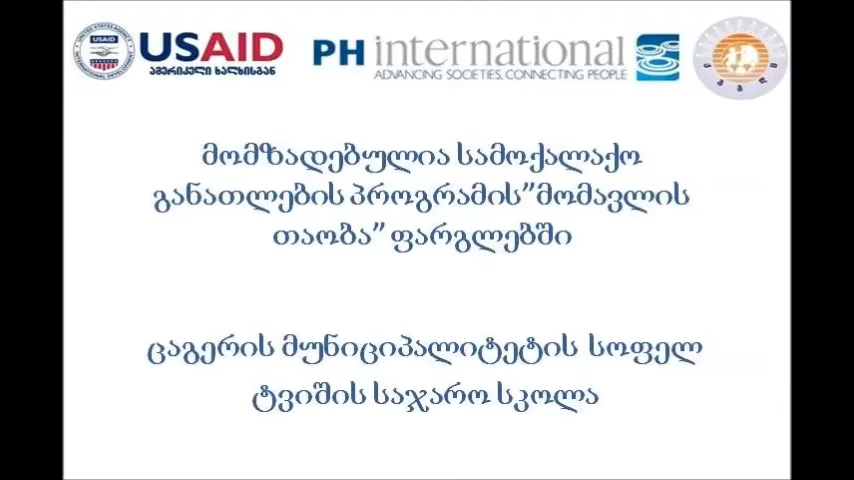 USAID
ამერიკელი ხალხისგან
PH international
ADVANCING SOCIETIES, CONNECTING PEOPLE
მომზადებულია სამოქალაქო
განათლების პროგრამის”მომავლის
თაობა” ფარგლებში
ცაგერის მუნიციპალიტეტის სოფელ
ტვიშის საჯარო სკოლა